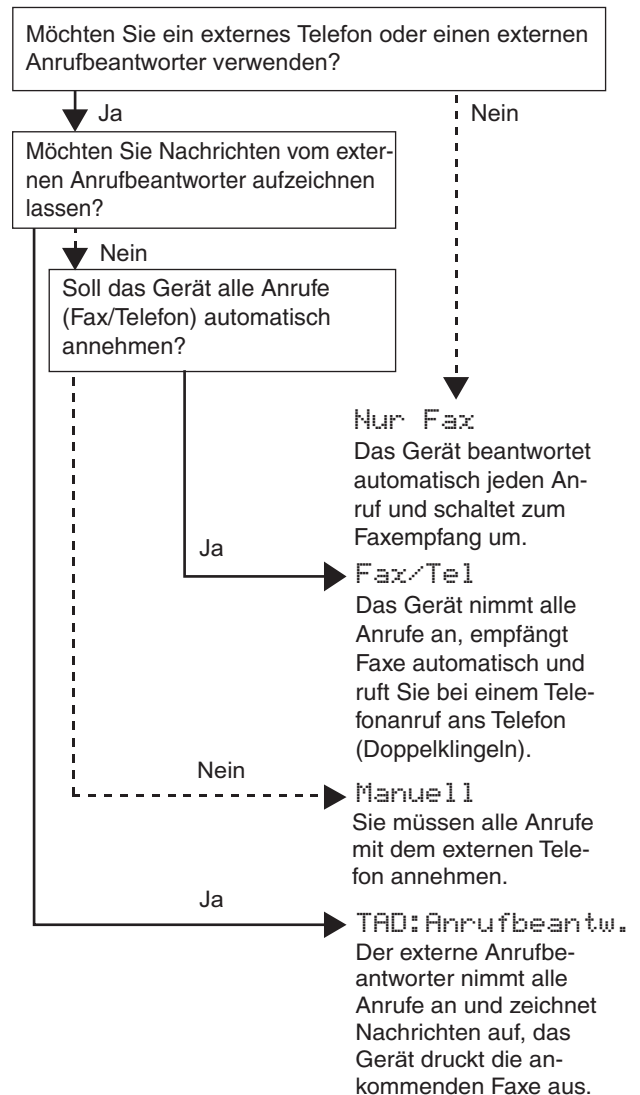 Möchten Sie ein externes Telefon oder einen externen
Anrufbeantworter verwenden?
Ja
Nein
Möchten Sie Nachrichten vom exter-
nen Anrufbeantworter aufzeichnen
lassen?
Nein
Soll das Gerät alle Anrufe
(Fax/Telefon) automatisch
annehmen?
Nur Fax
Das Gerät beantwortet
automatisch jeden An-
ruf und schaltet zum
Faxempfang um.
Ja
Fax/Tel
Das Gerät nimmt alle
Anrufe an, empfängt
Faxe automatisch und
ruft Sie bei einem Tele-
fonanruf ans Telefon
(Doppelklingeln).
Nein
Manuell
Sie müssen alle Anrufe
mit dem externen Tele-
fon annehmen.
Ja
TAD:Anrufbeantw.
Der externe Anrufbe-
antworter nimmt alle
Anrufe an und zeichnet
Nachrichten auf, das
Gerät druckt die an-
kommenden Faxe aus.